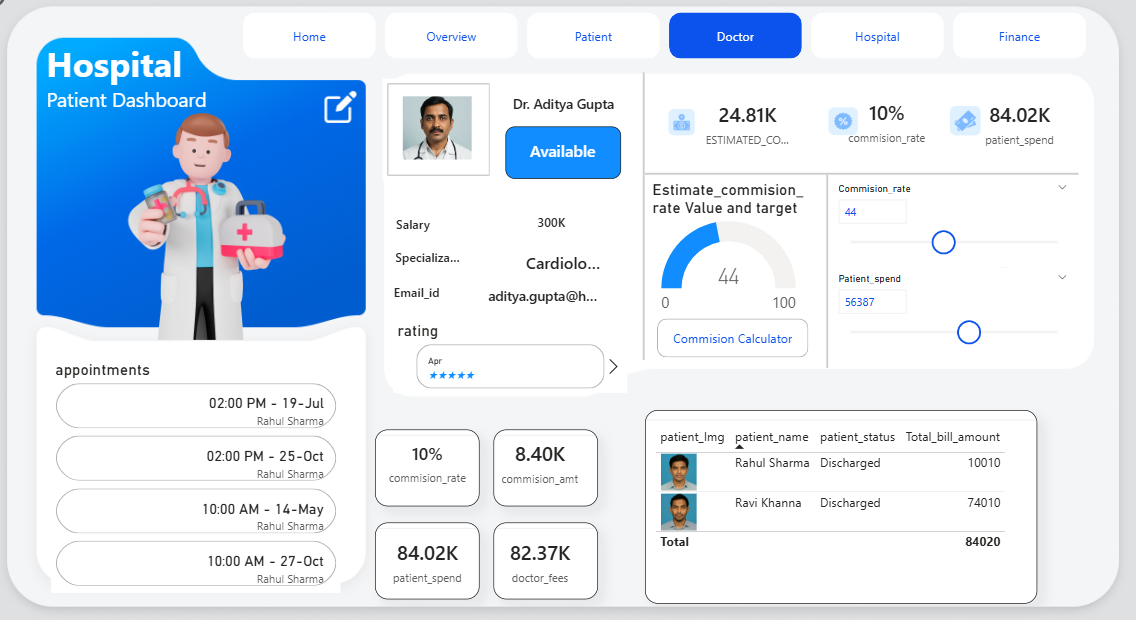 Home
Overview
Patient
Doctor
Hospital
Finance
Hospital
Patient Dashboard
Dr. Aditya Gupta
Available
Salary
300K
Specializa...
Cardiolo...
Email_id
aditya.gupta@h...
rating
Apr
★★★★★
24.81K
ESTIMATED_CO...
10%
commision_rate
84.02K
patient_spend
Estimate_commision_
rate Value and target
44
0
100
Commision Calculator
Commision_rate
44
Patient_spend
56387
appointments
02:00 PM - 19-Jul
Rahul Sharma
02:00 PM - 25-Oct
Rahul Sharma
10:00 AM - 14-May
Rahul Sharma
10:00 AM - 27-Oct
Rahul Sharma
10%
commision_rate
8.40K
commision_amt
84.02K
patient_spend
82.37K
doctor_fees
patient_Img patient_name patient_status Total_bill_amount
Rahul Sharma Discharged 10010
Ravi Khanna Discharged 74010
Total 84020